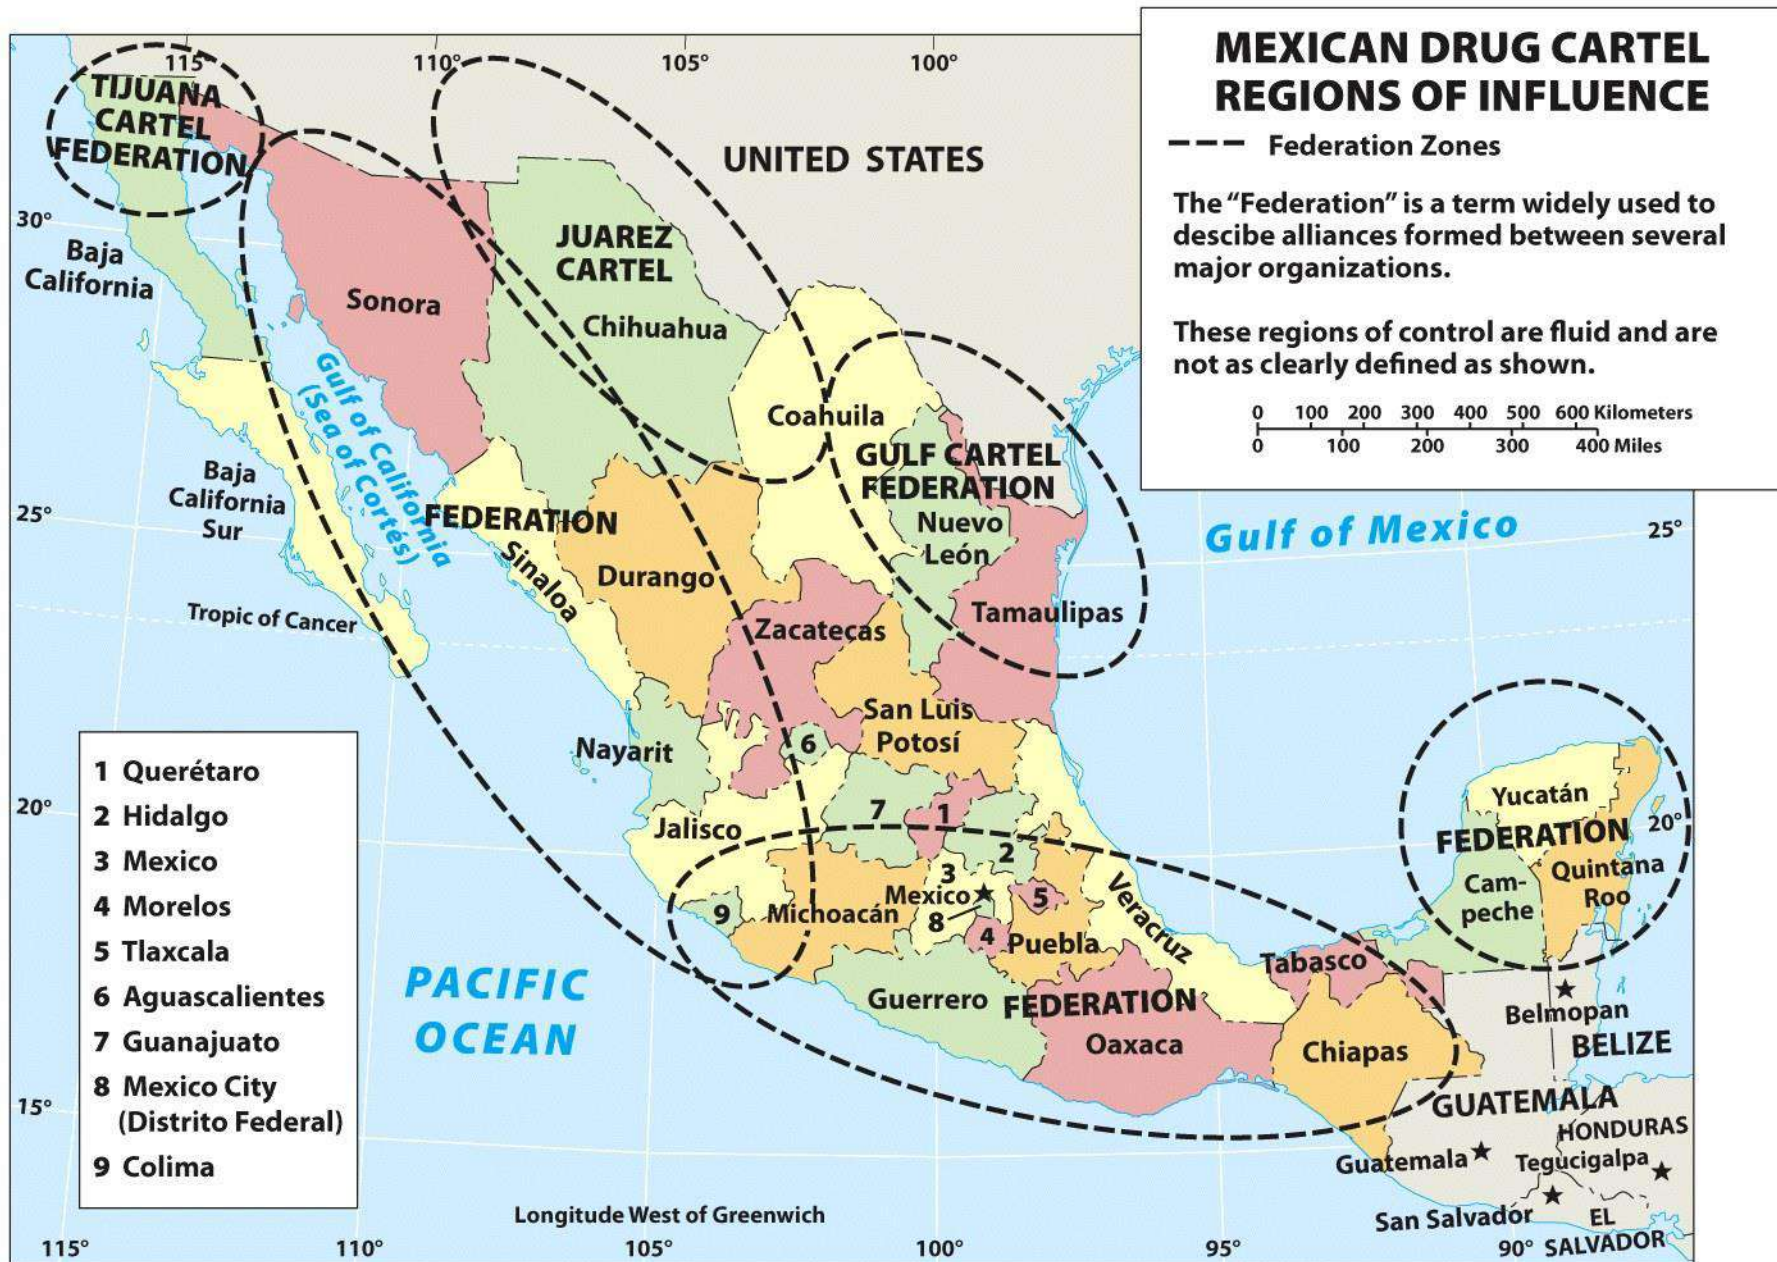 MEXICAN DRUG CARTEL
REGIONS OF INFLUENCE
Federation Zones
The “Federation” is a term widely used to
descibe alliances formed between several
major organizations.
These regions of control are fluid and are
not as clearly defined as shown.
0 100 200 300 400 500 600 Kilometers
0 100 200 300 400 Miles
115° 110° 105° 100°
TIJUANA
CARTEL
FEDERATION
UNITED STATES
30°
Baja
California
Sonora
JUAREZ
CARTEL
Chihuahua
Gulf of California
(Sea of Cortés)
Coahuila
GULF CARTEL
FEDERATION
Nuevo
León
Baja
California
Sur
25°
FEDERATION
Sinaloa
Durango
Gulf of Mexico
25°
Tropic of Cancer
Zacatecas
Tamaulipas
San Luis
Potosí
Nayarit
6
20°
Jalisco
7
1
2
3
Mexico
8
4
5
9
Michoacán
Puebla
Veracruz
Guerrero
FEDERATION
Oaxaca
Tabasco
Chiapas
Yucatán
20°
FEDERATION
Quintana
Roo
Cam-
peche
Belmopan
BELIZE
GUATEMALA
HONDURAS
Guatemala
Tegucigalpa
San Salvador
EL
SALVADOR
PACIFIC
OCEAN
1 Querétaro
2 Hidalgo
3 Mexico
4 Morelos
5 Tlaxcala
6 Aguascalientes
7 Guanajuato
8 Mexico City
(Distrito Federal)
9 Colima
15°
Longitude West of Greenwich
115° 110° 105° 100° 95° 90°